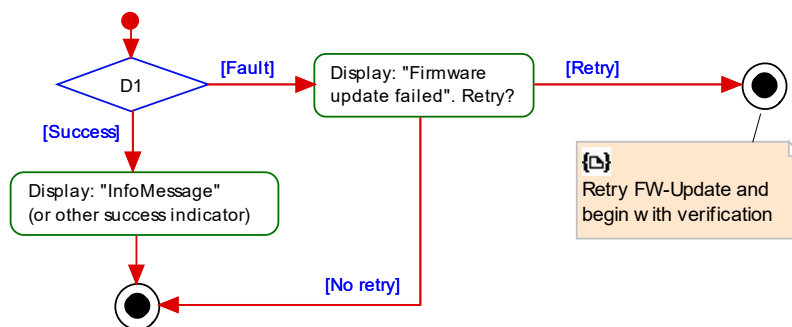 D1
[Fault]
Display: "Firmware
update failed". Retry?
[Retry]
[Success]
Display: "InfoMessage"
(or other success indicator)
Retry FW-Update and
begin with verification
[No retry]